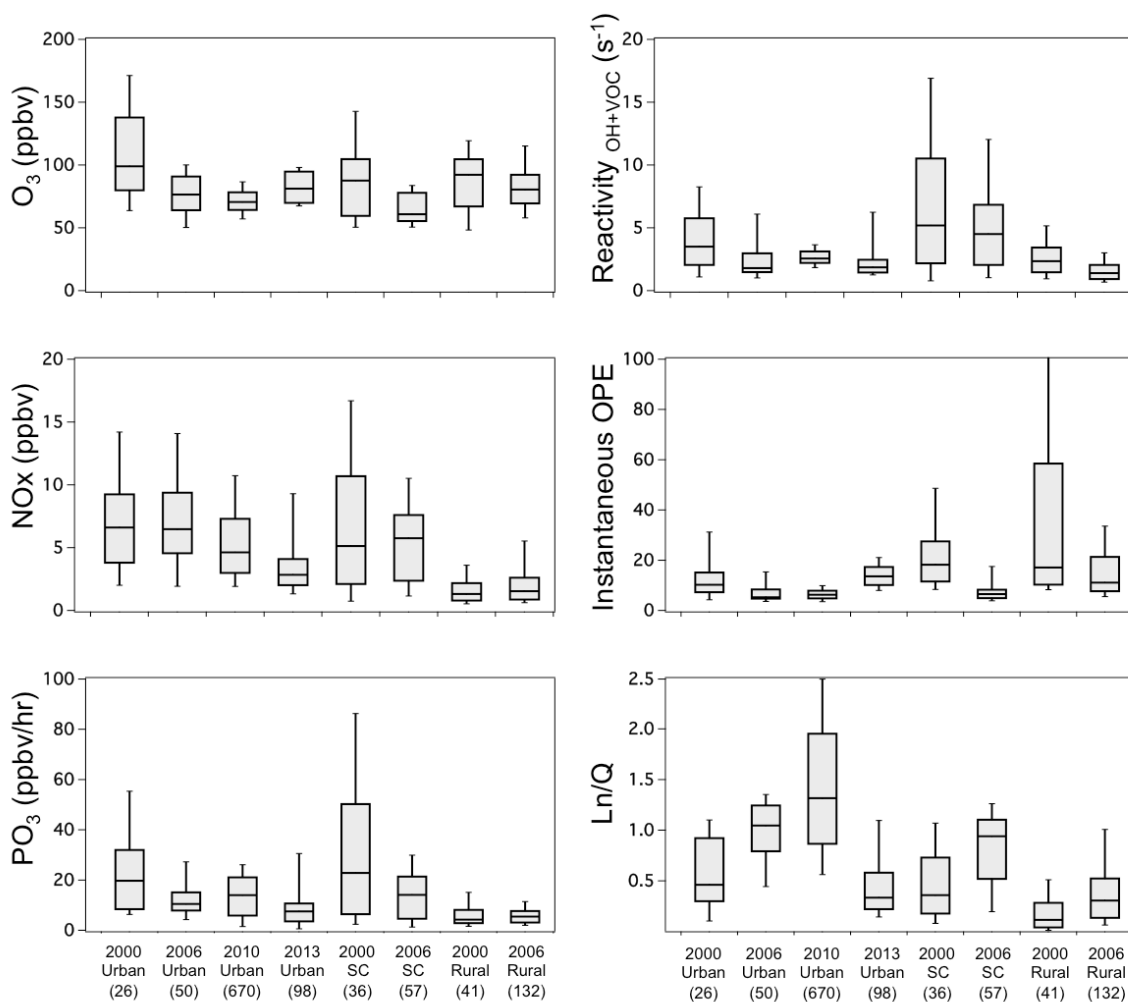 O₃ (ppbv)
200
150
100
50
0
Reactivity OH+VOC (s⁻¹)
20
15
10
5
0
NOx (ppbv)
20
15
10
5
0
Instantaneous OPE
100
80
60
40
20
0
PO₃ (ppbv/hr)
100
80
60
40
20
0
2000 2006 2010 2013 2000 2006 2000 2006
Urban Urban Urban Urban SC SC Rural Rural
(26) (50) (670) (98) (36) (57) (41) (132)
Ln/Q
2.5
2.0
1.5
1.0
0.5
2000 2006 2010 2013 2000 2006 2000 2006
Urban Urban Urban Urban SC SC Rural Rural
(26) (50) (670) (98) (36) (57) (41) (132)